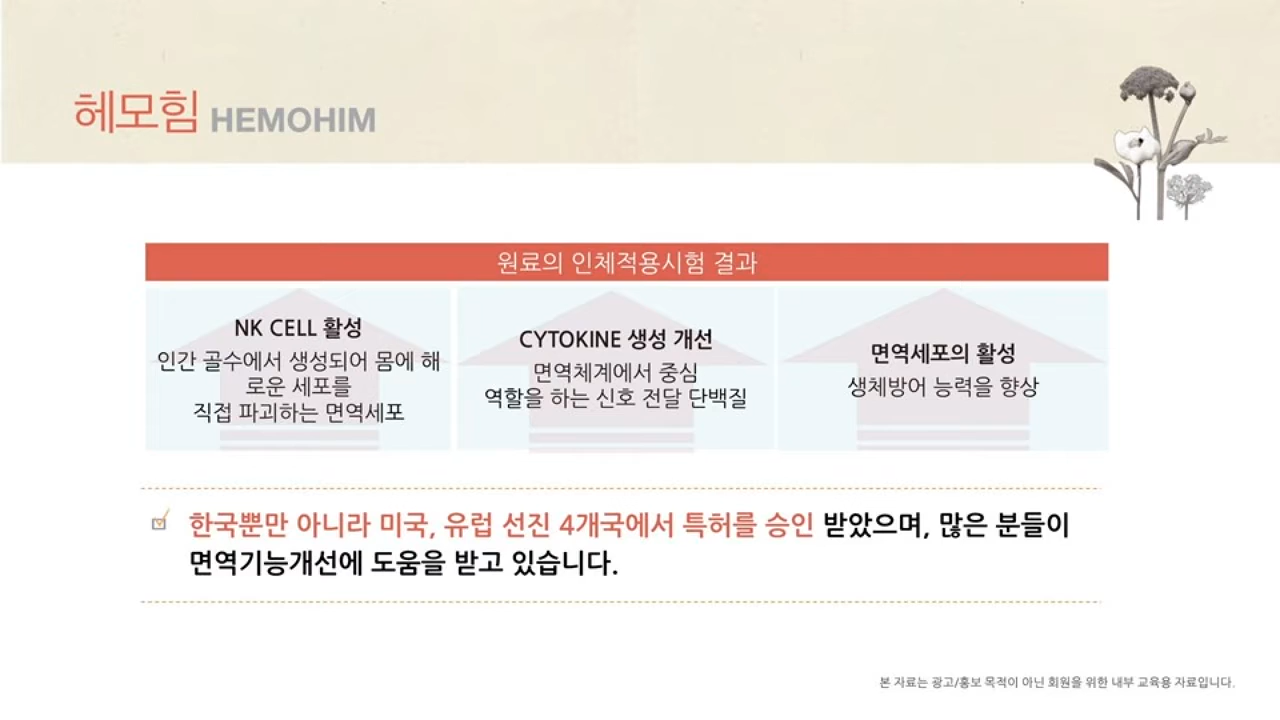 헤모힘 HEMOHIM
원료의 인체적용시험 결과
NK CELL 활성
인간 골수에서 생성되어 몸에 해
로운 세포를
직접 파괴하는 면역세포
CYTOKINE 생성 개선
면역체계에서 중심
역할을 하는 신호 전달 단백질
면역세포의 활성
생체방어 능력을 향상
한국뿐만 아니라 미국, 유럽 선진 4개국에서 특허를 승인 받았으며, 많은 분들이
면역기능개선에 도움을 받고 있습니다.
본 자료는 광고/홍보 목적이 아닌 회원을 위한 내부 교육용 자료입니다.